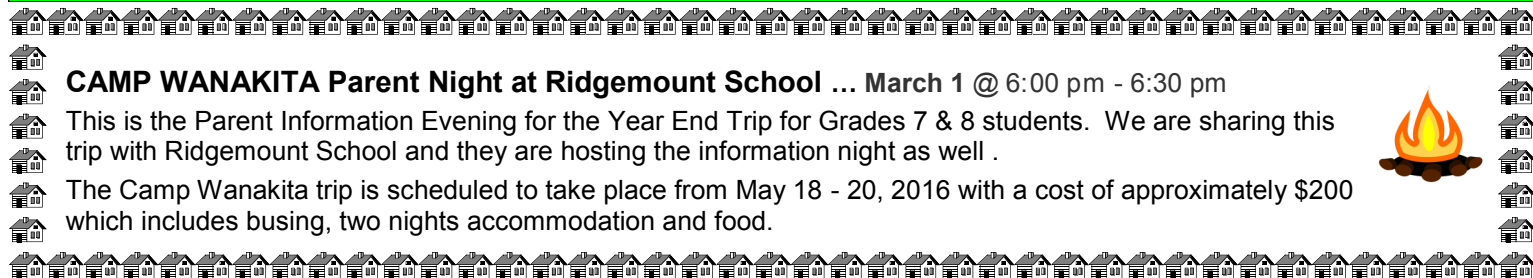 CAMP WANAKITA Parent Night at Ridgemount School ... March 1 @ 6:00 pm - 6:30 pm
This is the Parent Information Evening for the Year End Trip for Grades 7 & 8 students.  We are sharing this
trip with Ridgemount School and they are hosting the information night as well .
The Camp Wanakita trip is scheduled to take place from May 18 - 20, 2016 with a cost of approximately $200
which includes busing, two nights accommodation and food.